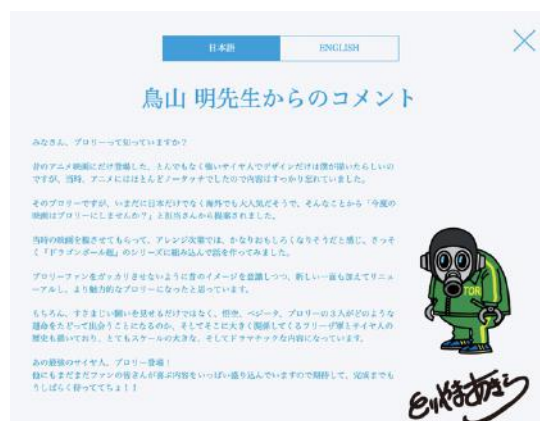 日本語
ENGLISH
鳥山 明先生からのコメント
みなさん、ブロリーって知っていますか？
昔のアニメ映画にだけ登場した、とんでもなく強いサイヤ人でデザインだけは僕が描いたらしいの
ですが、当時、アニメにはほとんどノータッチでしたので内容はすっかり忘れていました。
そのブロリーですが、いまだに日本だけでなく海外でも大人気だそうで、そんなことから「今度の
映画はブロリーにしませんか？」と担当さんから提案されました。
当時の映画を観させてもらって、アレンジ次第では、かなりおもしろくなりそうだと感じ、さっそ
く『ドラゴンボール超』のシリーズに組み込んで話を作ってみました。
ブロリーファンをガッカリさせないように昔のイメージを意識しつつ、新しい一面も加えてリニュ
ーアルし、より魅力的なブロリーになったと思っています。
もちろん、すさまじい闘いを見せるだけではなく、悟空、ベジータ、ブロリーの3人がどのような
運命をたどって出会うことになるのか、そしてそこに大きく関係してくるフリーザ軍とサイヤ人の
歴史も描いており、とてもスケールの大きな、そしてドラマチックな内容になっています。
あの最強のサイヤ人、ブロリー登場！
他にもまだまだファンの皆さんが喜ぶ内容をいっぱい盛り込んでいますので期待して、完成までも
うしばらく待っててちょ！！
TOR
とりやまあきら